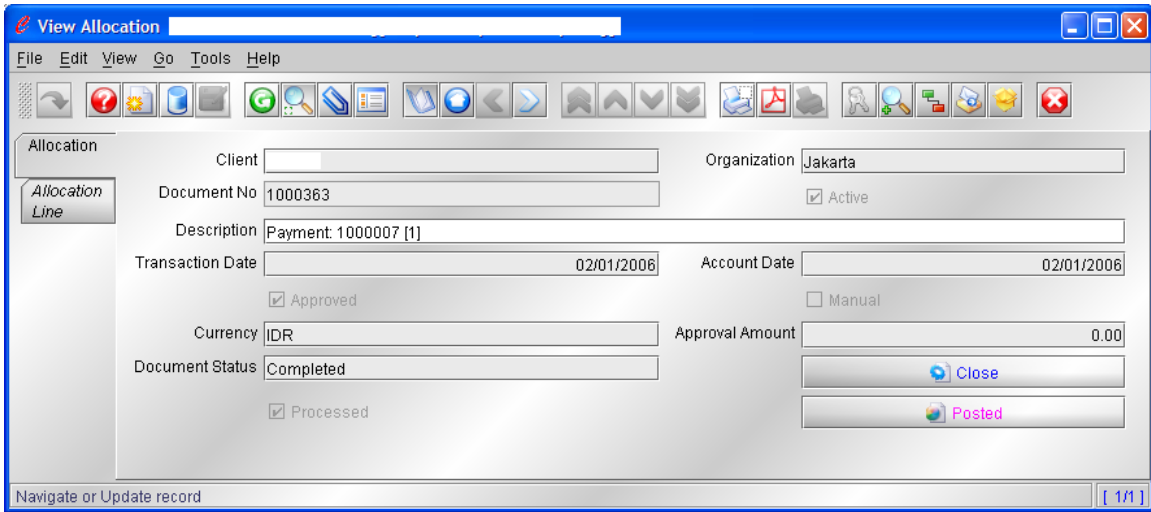 View Allocation
File Edit View Go Tools Help
Allocation
Client
Organization Jakarta
Allocation Line
Document No 1000363
Active
Description Payment: 1000007 [1]
Transaction Date 02/01/2006 Account Date 02/01/2006
Approved Manual
Currency IDR Approval Amount 0.00
Document Status Completed Close
Processed Posted
Navigate or Update record [ 1/1 ]